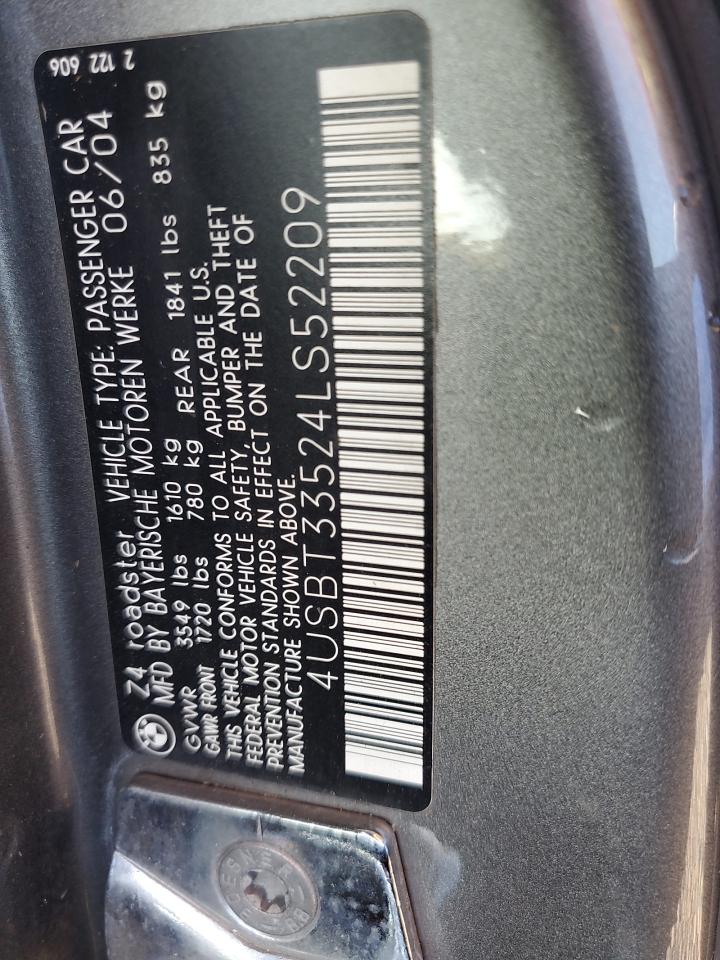 2 122 606
Z4 roadster VEHICLE TYPE: PASSENGER CAR
MFD BY BAYERISCHE MOTOREN WERKE 06/04
GVWR 3549 lbs 1610 kg
GAWR FRONT 1720 lbs 780 kg REAR 1841 lbs 835 kg
THIS VEHICLE CONFORMS TO ALL APPLICABLE U.S.
FEDERAL MOTOR VEHICLE SAFETY, BUMPER AND THEFT
PREVENTION STANDARDS IN EFFECT ON THE DATE OF
MANUFACTURE SHOWN ABOVE.
4USBT33524LS52209